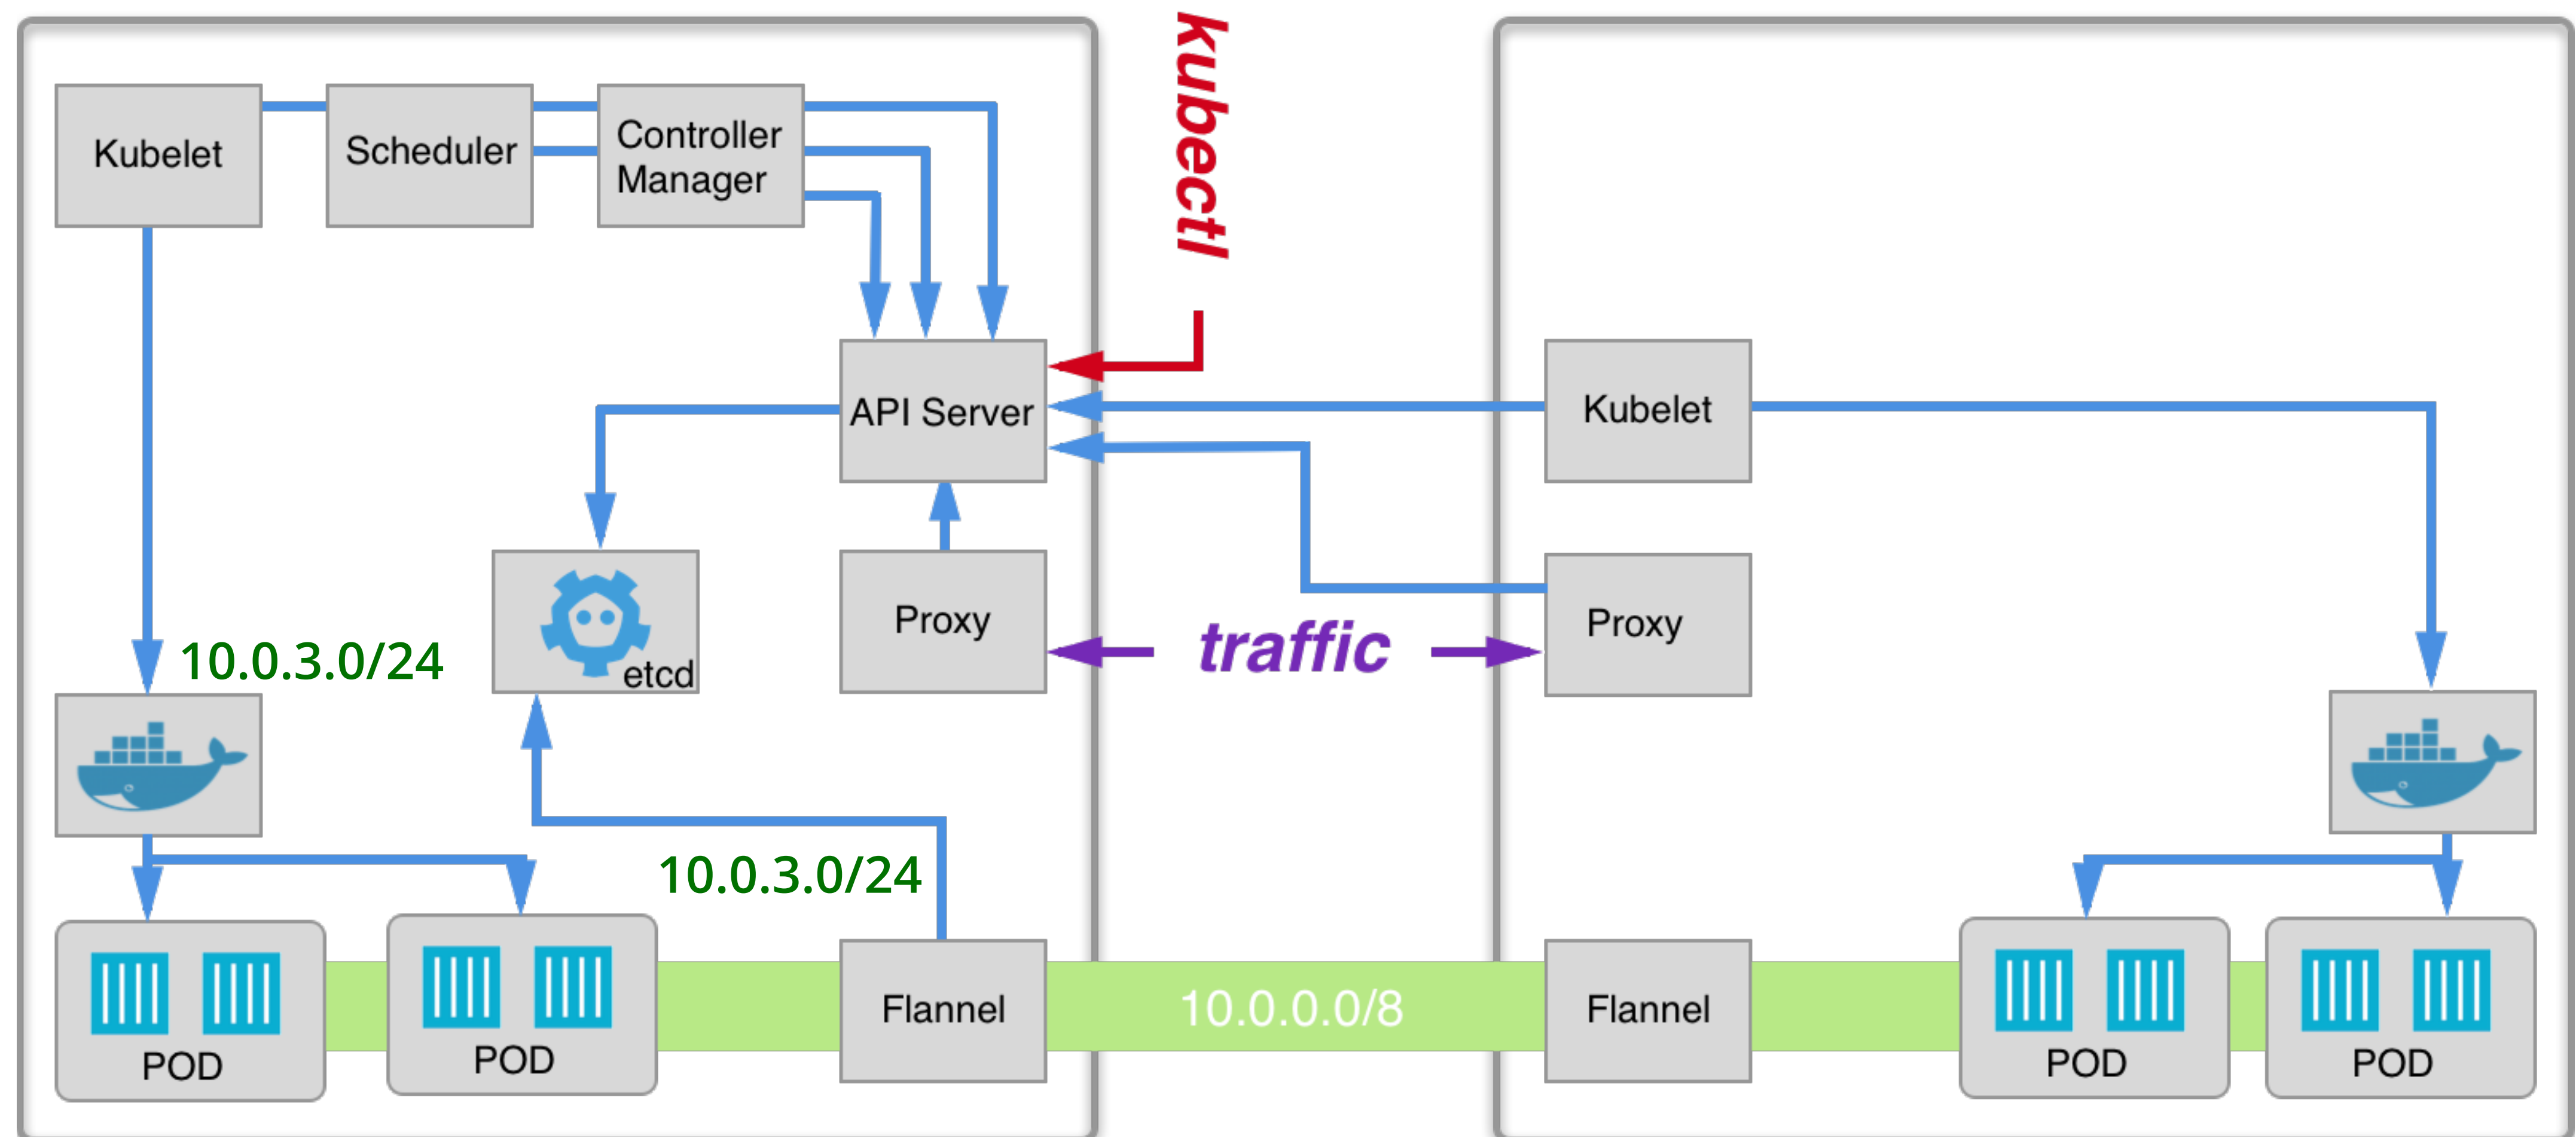 kubectl
Kubelet
Scheduler
Controller
Manager
API Server
Kubelet
10.0.3.0/24
etcd
Proxy
traffic
Proxy
10.0.3.0/24
POD
POD
Flannel
10.0.0.0/8
Flannel
POD
POD